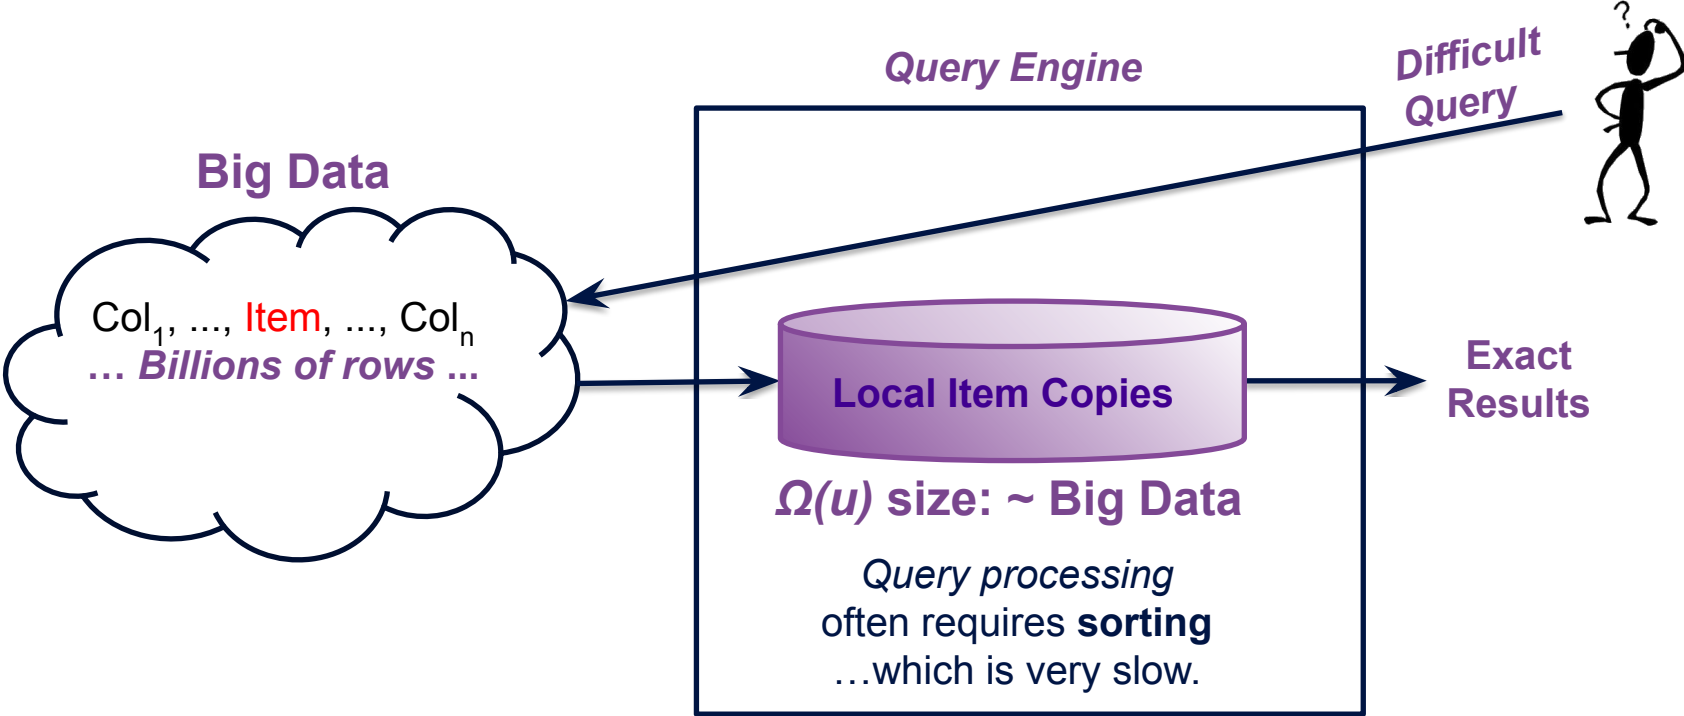 ?
Query Engine
Difficult
Query
Big Data
Col₁, ..., Item, ..., Colₙ
… Billions of rows ...
Local Item Copies
Exact
Results
Ω(u) size: ~ Big Data
Query processing
often requires sorting
…which is very slow.